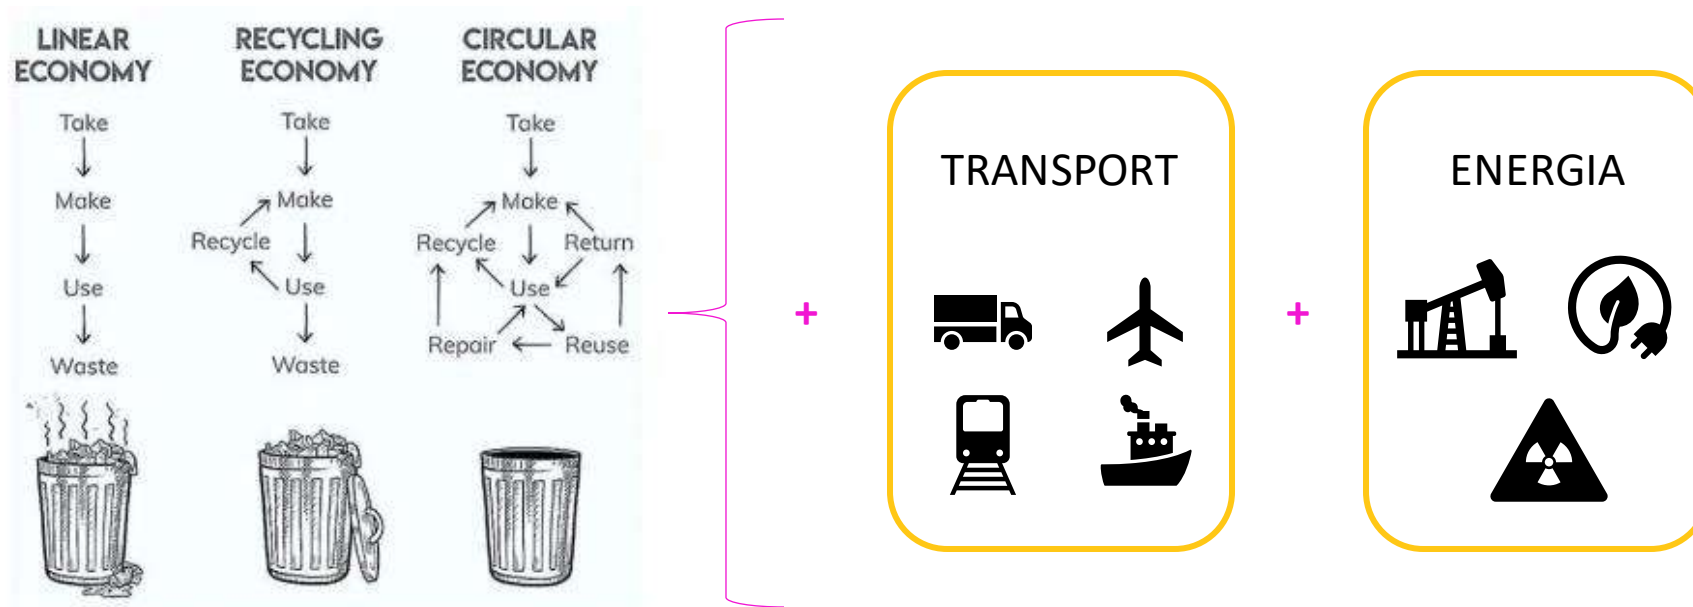 LINEAR
ECONOMY
Take
Make
Use
Waste
RECYCLING
ECONOMY
Take
Make
Recycle
Use
Waste
CIRCULAR
ECONOMY
Take
Make
Recycle
Return
Use
Repair
Reuse
+
TRANSPORT
+
ENERGIA